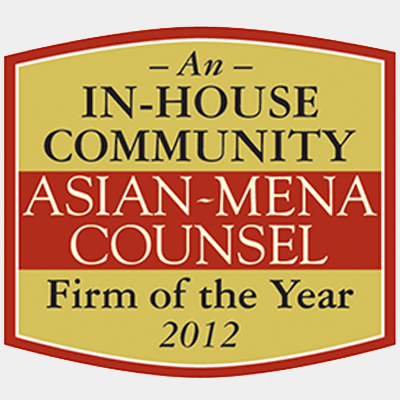 – An –
IN-HOUSE
COMMUNITY
ASIAN~MENA
COUNSEL
Firm of the Year
2012